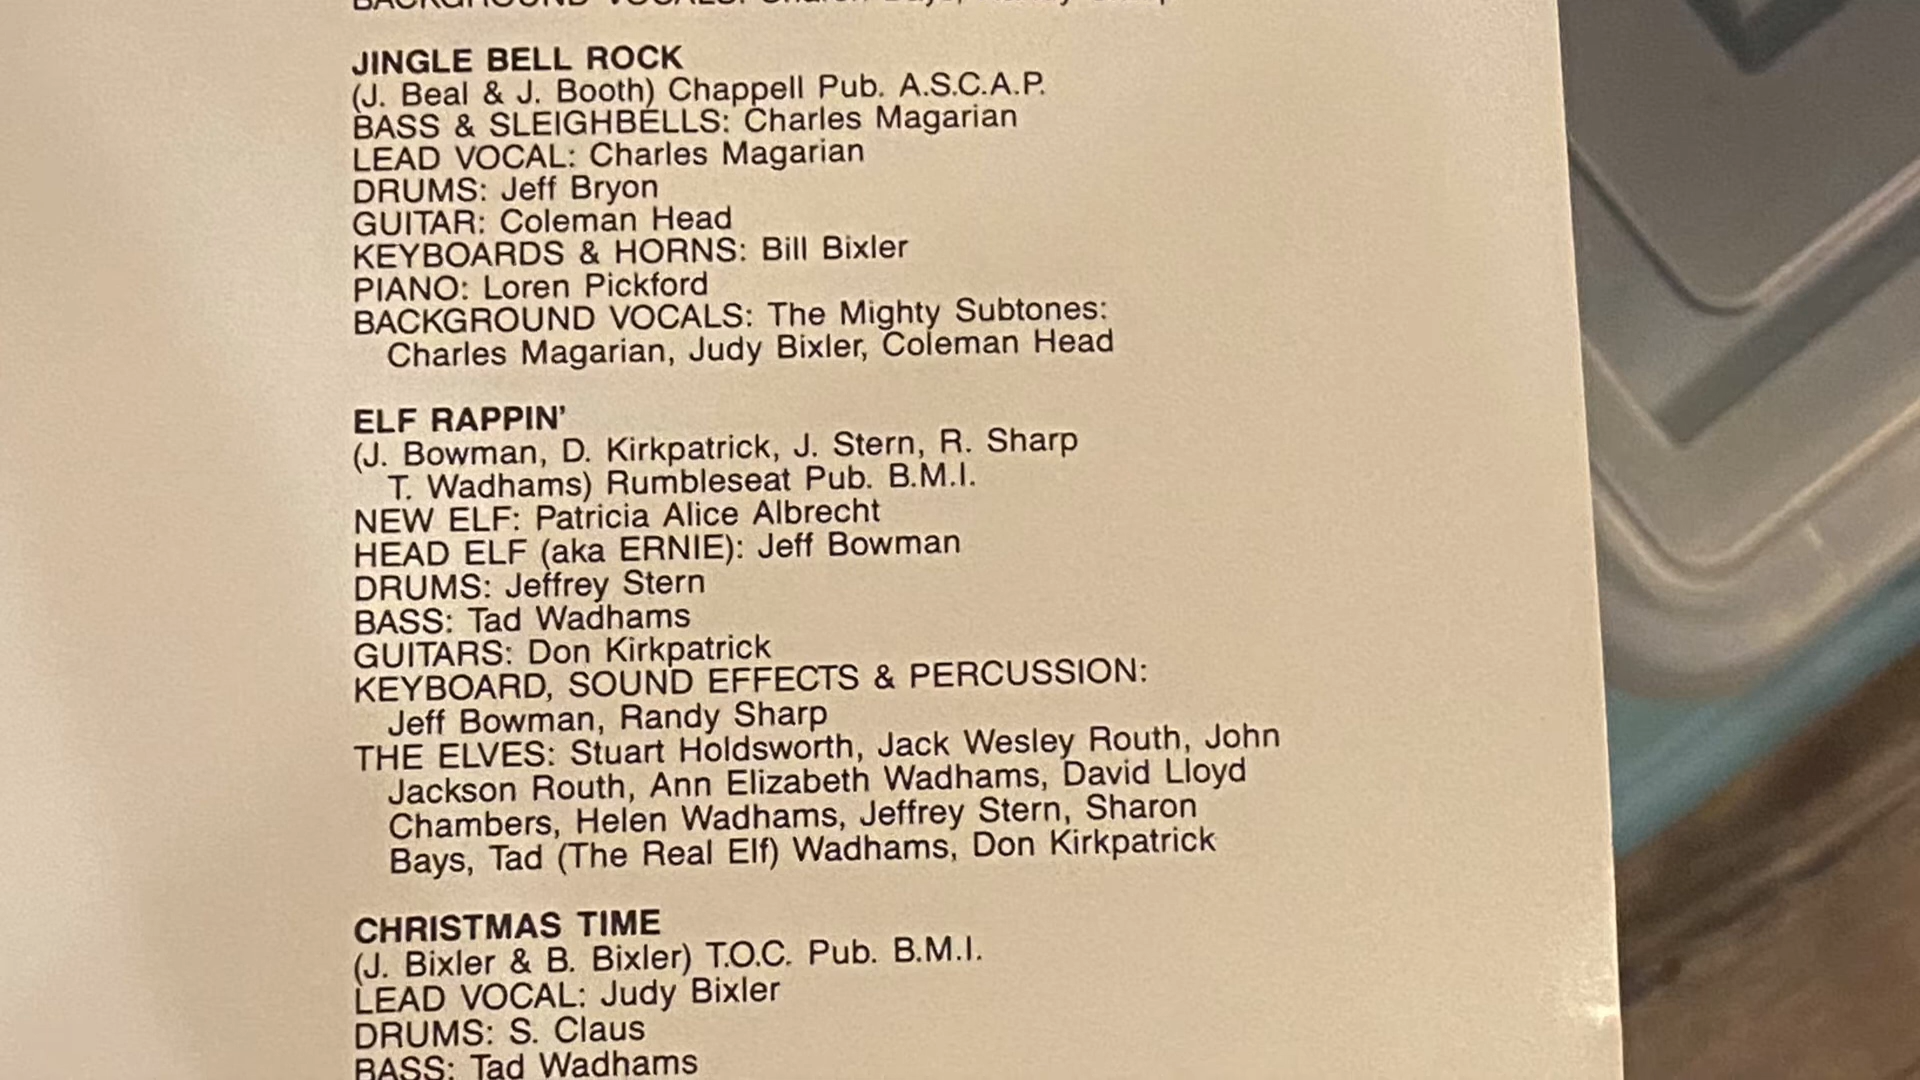 BACKGROUND VOCALS: Sharon Bays,
JINGLE BELL ROCK
(J. Beal & J. Booth) Chappell Pub. A.S.C.A.P.
BASS & SLEIGHBELLS: Charles Magarian
LEAD VOCAL: Charles Magarian
DRUMS: Jeff Bryon
GUITAR: Coleman Head
KEYBOARDS & HORNS: Bill Bixler
PIANO: Loren Pickford
BACKGROUND VOCALS: The Mighty Subtones:
Charles Magarian, Judy Bixler, Coleman Head
ELF RAPPIN'
(J. Bowman, D. Kirkpatrick, J. Stern, R. Sharp
T. Wadhams) Rumbleseat Pub. B.M.I.
NEW ELF: Patricia Alice Albrecht
HEAD ELF (aka ERNIE): Jeff Bowman
DRUMS: Jeffrey Stern
BASS: Tad Wadhams
GUITARS: Don Kirkpatrick
KEYBOARD, SOUND EFFECTS & PERCUSSION:
Jeff Bowman, Randy Sharp
THE ELVES: Stuart Holdsworth, Jack Wesley Routh, John
Jackson Routh, Ann Elizabeth Wadhams, David Lloyd
Chambers, Helen Wadhams, Jeffrey Stern, Sharon
Bays, Tad (The Real Elf) Wadhams, Don Kirkpatrick
CHRISTMAS TIME
(J. Bixler & B. Bixler) T.O.C. Pub. B.M.I.
LEAD VOCAL: Judy Bixler
DRUMS: S. Claus
BASS: Tad Wadhams